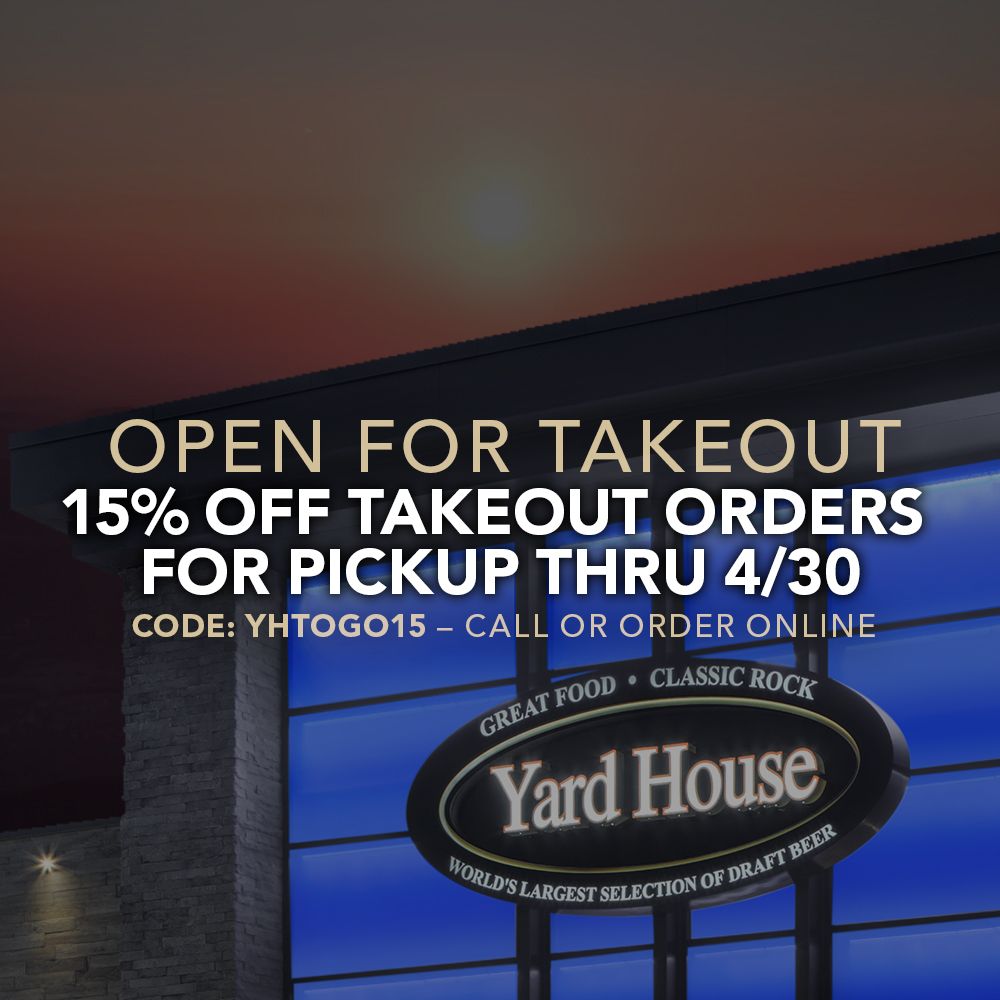 OPEN FOR TAKEOUT
15% OFF TAKEOUT ORDERS
FOR PICKUP THRU 4/30
CODE: YHTOGO15 – CALL OR ORDER ONLINE
GREAT FOOD • CLASSIC ROCK
Yard House
WORLD'S LARGEST SELECTION OF DRAFT BEER